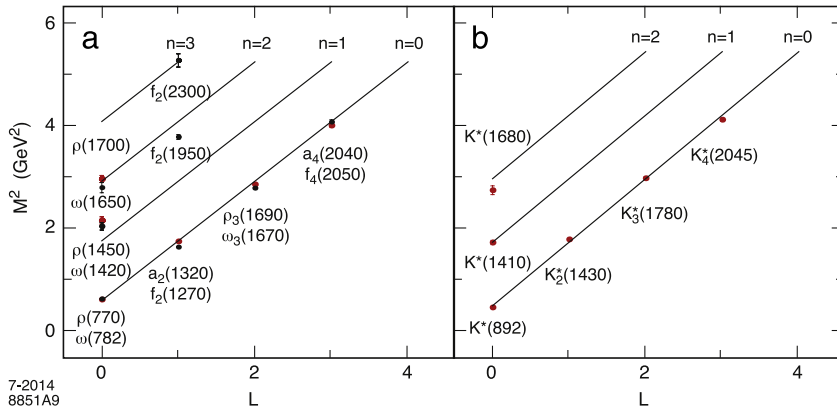 a
n=3 n=2 n=1 n=0
b
n=2 n=1 n=0
6
4
2
0
M² (GeV²)
f₂(2300)
ρ(1700)
f₂(1950)
ω(1650)
a₄(2040)
f₄(2050)
ρ₃(1690)
ω₃(1670)
ρ(1450)
ω(1420)
a₂(1320)
f₂(1270)
ρ(770)
ω(782)
K*(1680)
K*₄(2045)
K*₃(1780)
K*(1410)
K*₂(1430)
K*(892)
0 2 4
0 2 4
L
L
7-2014
8851A9